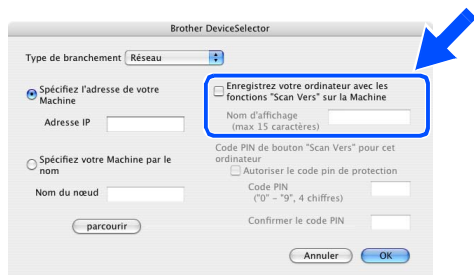 Brother DeviceSelector
Type de branchement Réseau
Spécifiez l'adresse de votre
Machine
Adresse IP
Spécifiez votre Machine par le
nom
Nom du nœud
parcourir
Enregistrez votre ordinateur avec les
fonctions "Scan Vers" sur la Machine
Nom d'affichage
(max 15 caractères)
Code PIN de bouton "Scan Vers" pour cet
ordinateur
Autoriser le code pin de protection
Code PIN
("0" – "9", 4 chiffres)
Confirmer le code PIN
Annuler OK